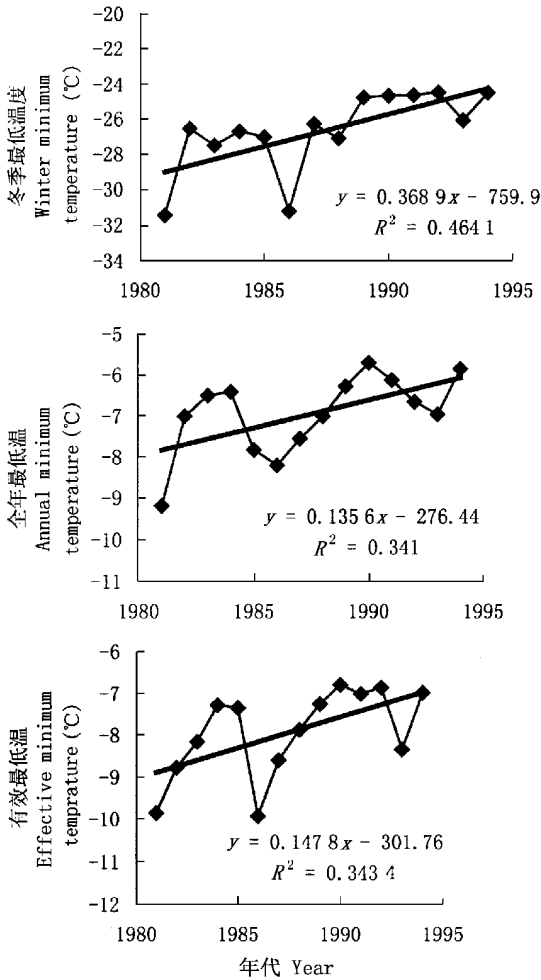 冬季最低温度
Winter minimum
temperature (℃)
-20
-22
-24
-26
-28
-30
-32
-34
y = 0.368 9x - 759.9
R² = 0.464 1
1980 1985 1990 1995
全年最低温
Annual minimum
temperature (℃)
-5
-6
-7
-8
-9
-10
-11
y = 0.135 6x - 276.44
R² = 0.341
1980 1985 1990 1995
有效最低温
Effective minimum
temprature (℃)
-6
-7
-8
-9
-10
-11
-12
y = 0.147 8x - 301.76
R² = 0.343 4
1980 1985 1990 1995
年代 Year